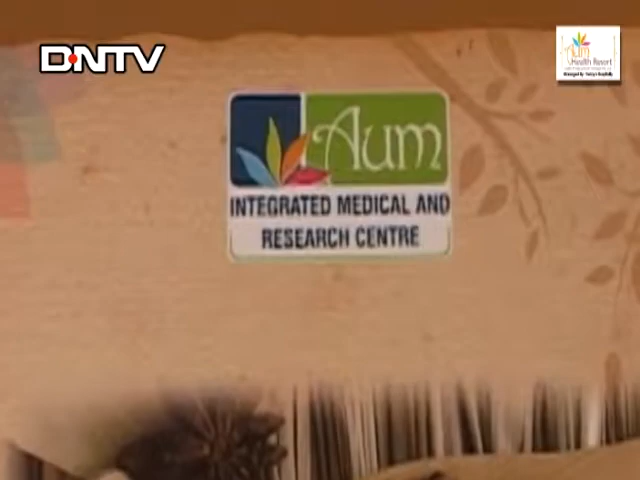 DNTV
Aum
Health Resort
Aum
INTEGRATED MEDICAL AND
RESEARCH CENTRE